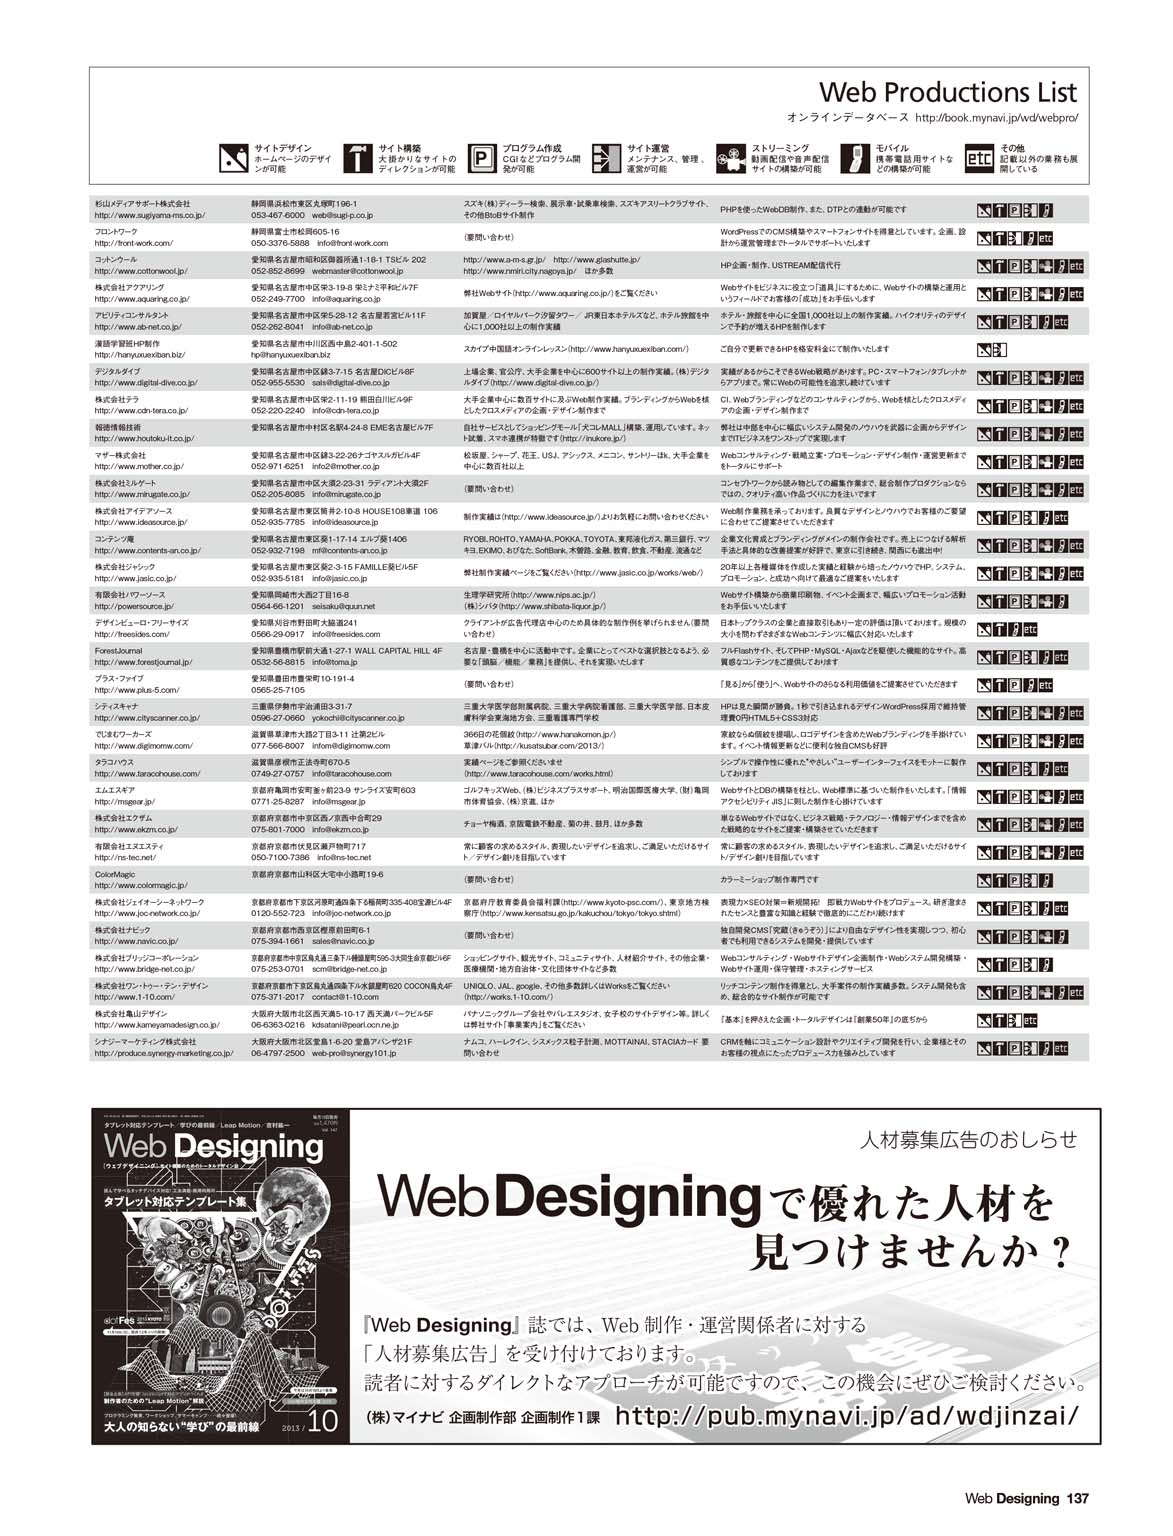 Web Productions List
オンラインデータベース http://book.mynavi.jp/wd/webpro/
サイトデザイン
ホームページのデザイ
ンが可能
サイト構築
大掛かりなサイトの
ディレクションが可能
プログラム作成
CGIなどプログラム開
発が可能
サイト運営
メンテナンス、管理、
運営が可能
ストリーミング
動画配信や音声配信
サイトの構築が可能
モバイル
携帯電話用サイトな
どの構築が可能
etc
その他
記載以外の業務も展
開している
杉山メディアサポート株式会社
http://www.sugiyama-ms.co.jp/
静岡県浜松市東区丸塚町196-1
053-467-6000 web@sugi-p.co.jp
スズキ(株)ディーラー検索、展示車・試乗車検索、スズキアスリートクラブサイト、
その他BtoBサイト制作
PHPを使ったWebDB制作、また、DTPとの連動が可能です
フロントワーク
http://front-work.com/
静岡県富士市松岡605-16
050-3376-5888 info@front-work.com
(要問い合わせ)
WordPressでのCMS構築やスマートフォンサイトを得意としています。企画、設
計から運営管理までトータルでサポートいたします
コットンウール
http://www.cottonwool.jp/
愛知県名古屋市昭和区御器所通1-18-1 TSビル 202
052-852-8699 webmaster@cottonwool.jp
http://www.a-m-s.gr.jp/ http://www.glashutte.jp/
http://www.nmiri.city.nagoya.jp/ ほか多数
HP企画・制作、USTREAM配信代行
株式会社アクアリング
http://www.aquaring.co.jp/
愛知県名古屋市中区栄3-19-8 栄ミナミ平和ビル7F
052-249-7700 info@aquaring.co.jp
弊社Webサイト(http://www.aquaring.co.jp/)をご覧ください
Webサイトをビジネスに役立つ「道具」にするために、Webサイトの構築と運用と
いうフィールドでお客様の「成功」をお手伝いします
アビリティコンサルタント
http://www.ab-net.co.jp/
愛知県名古屋市中区栄5-28-12 名古屋若宮ビル11F
052-262-8041 info@ab-net.co.jp
加賀屋/ロイヤルパーク汐留タワー/ JR東日本ホテルズなど、ホテル旅館を中
心に1,000社以上の制作実績
ホテル・旅館を中心に全国1,000社以上の制作実績。ハイクオリティのデザイ
ンで予約が増えるHPを制作します
漢語学習班HP制作
http://hanyuxuexiban.biz/
愛知県名古屋市中川区西中島2-401-1-502
hp@hanyuxuexiban.biz
スカイプ中国語オンラインレッスン(http://www.hanyuxuexiban.com/)
ご自分で更新できるHPを格安料金にて制作いたします
デジタルダイブ
http://www.digital-dive.co.jp/
愛知県名古屋市中区錦3-7-15 名古屋DICビル8F
052-955-5530 sals@digital-dive.co.jp
上場企業、官公庁、大手企業を中心に600サイト以上の制作実績。(株)デジタ
ルダイブ(http://www.digital-dive.co.jp/)
実績があるからこそできるWeb戦略があります。PC・スマートフォン/タブレットか
らアプリまで。常にWebの可能性を追求し続けています
株式会社テラ
http://www.cdn-tera.co.jp/
愛知県名古屋市中区栄2-11-19 熊田白川ビル9F
052-220-2240 info@cdn-tera.co.jp
大手企業中心に数百サイトに及ぶWeb制作実績。ブランディングからWebを核
としたクロスメディアの企画・デザイン制作まで
CI、Webブランディングなどのコンサルティングから、Webを核としたクロスメディ
アの企画・デザイン制作まで
報徳情報技術
http://www.houtoku-it.co.jp/
愛知県名古屋市中村区名駅4-24-8 EME名古屋ビル7F
自社サービスとしてショッピングモール「犬コレMALL」構築、運用しています。ネッ
ト試着、スマホ連携が特徴です(http://inukore.jp/)
弊社は中部を中心に幅広いシステム開発のノウハウを武器に企画からデザイン
までITビジネスをワンストップで実現します
マザー株式会社
http://www.mother.co.jp/
愛知県名古屋市中区錦3-22-26ナゴヤスルガビル4F
052-971-6251 info2@mother.co.jp
松坂屋、シャープ、花王、USJ、アシックス、メニコン、サントリーほか、大手企業を
中心に数百社以上
Webコンサルティング・戦略立案・プロモーション・デザイン制作・運営更新まで
をトータルにサポート
株式会社ミルゲート
http://www.mirugate.co.jp/
愛知県名古屋市中区大須2-23-31 ラディアント大須2F
052-205-8085 info@mirugate.co.jp
(要問い合わせ)
コンセプトワークから読み物としての編集作業まで、総合制作プロダクションなら
ではの、クオリティ高い作品づくりに力を注いでます
株式会社アイデアソース
http://www.ideasource.jp/
愛知県名古屋市東区筒井2-10-8 HOUSE108車道 106
052-935-7785 info@ideasource.jp
制作実績は(http://www.ideasource.jp/)よりお気軽にお問い合わせください
Web制作業務を承っております。良質なデザインとノウハウでお客様のご要望
に合わせてご提案させていただきます
コンテンツ庵
http://www.contents-an.co.jp/
愛知県名古屋市東区葵1-17-14 エルブ葵1406
052-932-7198 mf@contents-an.co.jp
RYOBI、ROHTO、YAMAHA、POKKA、TOYOTA、東邦液化ガス、第三銀行、マツ
キヨ、EKIMO、おびなた、SoftBank、木曽路、金融、教育、飲食、不動産、流通など
企業文化育成とブランディングがメインの制作会社です。売上につなげる解析
手法と具体的な改善提案が好評で、東京に引き続き、関西にも進出中!
株式会社ジャシック
http://www.jasic.co.jp/
愛知県名古屋市東区葵2-3-15 FAMILLE葵ビル5F
052-935-5181 info@jasic.co.jp
弊社制作実績ページをご覧ください(http://www.jasic.co.jp/works/web/)
20年以上各種媒体を作成した実績と経験から培ったノウハウでHP、システム、
プロモーション、と成功へ向けて最適なご提案をいたします
有限会社パワーソース
http://powersource.jp/
愛知県岡崎市大西2丁目16-8
0564-66-1201 seisaku@quun.net
生理学研究所(http://www.nips.ac.jp/)
(株)シバタ(http://www.shibata-liquor.jp/)
Webサイト構築から商業印刷物、イベント企画まで、幅広いプロモーション活動
をお手伝いいたします
デザインビューロ・フリーサイズ
http://freesides.com/
愛知県刈谷市野田町大脇道241
0566-29-0917 info@freesides.com
クライアントが広告代理店中心のため具体的な制作例を挙げられません(要問
い合わせ)
日本トップクラスの企業と直接取引もあり一定の評価は頂いております。規模の
大小を問わずさまざまなWebコンテンツに幅広く対応いたします
ForestJournal
http://www.forestjournal.jp/
愛知県豊橋市駅前大通1-27-1 WALL CAPITAL HILL 4F
0532-56-8815 info@toma.jp
名古屋・豊橋を中心に活動中です。企業にとってベストな選択肢となるよう、必
要な「頭脳/機能/業務」を提供し、それを実現いたします
フルFlashサイト、そしてPHP・MySQL・Ajaxなどを駆使した機能的なサイト。高
質感なコンテンツをご提供しております
プラス・ファイブ
http://www.plus-5.com/
愛知県豊田市豊栄町10-191-4
0565-25-7105
(要問い合わせ)
「見る」から「使う」へ、Webサイトのさらなる利用価値をご提案させていただきます
シティスキャナ
http://www.cityscanner.co.jp/
三重県伊勢市宇治浦田3-31-7
0596-27-0660 yokochi@cityscanner.co.jp
三重大学医学部附属病院、三重大学病院看護部、三重大学医学部、日本皮
膚科学会東海地方会、三重看護専門学校
HPは見た瞬間が勝負。1秒で引き込まれるデザインWordPress採用で維持管
理費0円HTML5+CSS3対応
でじまむワーカーズ
http://www.digimomw.com/
滋賀県草津市大路2丁目3-11 辻第2ビル
077-566-8007 infom@digimomw.com
366日の花個紋(http://www.hanakomon.jp/)
草津バル(http://kusatsubar.com/2013/)
家紋ならぬ個紋を提唱し、ロゴデザインを含めたWebブランディングを手掛けてい
ます。イベント情報更新などに便利な独自CMSも好評
タラコハウス
http://www.taracohouse.com/
滋賀県彦根市正法寺町670-5
0749-27-0757 info@taracohouse.com
実績ページをご参照くださいませ
(http://www.taracohouse.com/works.html)
シンプルで操作性に優れた"やさしい"ユーザーインターフェイスをモットーに製作
しております
エムエスギア
http://msgear.jp/
京都府亀岡市安町釜ヶ前23-9 サンライズ安町603
0771-25-8287 info@msgear.jp
ゴルフキッズWeb、(株)ビジネスプラスサポート、明治国際医療大学、(財)亀岡
市体育協会、(株)京進、ほか
WebサイトとDBの構築を柱とし、Web標準に基づいた制作をいたします。「情報
アクセシビリティJIS」に則した制作を心掛けています
株式会社エクザム
http://www.ekzm.co.jp/
京都府京都市中京区西ノ京西中合町29
075-801-7000 info@ekzm.co.jp
チョーヤ梅酒、京阪電鉄不動産、菊の井、鼓月、ほか多数
単なるWebサイトではなく、ビジネス戦略・テクノロジー・情報デザインまでを含め
た戦略的なサイトをご提案・構築させていただきます
有限会社エヌエスティ
http://ns-tec.net/
京都府京都市伏見区瀬戸物町717
050-7100-7386 info@ns-tec.net
常に顧客の求めるスタイル、表現したいデザインを追求し、ご満足いただけるサイ
ト/デザイン創りを目指しています
常に顧客の求めるスタイル、表現したいデザインを追求し、ご満足いただけるサイ
ト/デザイン創りを目指しています
ColorMagic
http://www.colormagic.jp/
京都府京都市山科区大宅中小路町19-6
(要問い合わせ)
カラーミーショップ制作専門です
株式会社ジェイオーシーネットワーク
http://www.joc-network.co.jp/
京都府京都市下京区河原町通四条下る稲荷町335-408宝源ビル4F
0120-552-723 info@joc-network.co.jp
京都府庁教育委員会福利課(http://www.kyoto-psc.com/)、東京地方検
察庁(http://www.kensatsu.go.jp/kakuchou/tokyo/tokyo.shtml)
表現力×SEO対策=新規開拓! 即戦力Webサイトをプロデュース。研ぎ澄まさ
れたセンスと豊富な知識と経験で徹底的にこだわり続けます
株式会社ナビック
http://www.navic.co.jp/
京都府京都市西京区樫原前田町6-1
075-394-1661 sales@navic.co.jp
(要問い合わせ)
独自開発CMS「究蔵(きゅうぞう)」により自由なデザイン性を実現しつつ、初心
者でも利用できるシステムを開発・提供しています
株式会社ブリッジコーポレーション
http://www.bridge-net.co.jp/
京都府京都市中京区烏丸通三条下ル饅頭屋町595-3大同生命京都ビル6F
075-253-0701 scm@bridge-net.co.jp
ショッピングサイト、観光サイト、コミュニティサイト、人材紹介サイト、その他企業・
医療機関・地方自治体・文化団体サイトなど多数
Webコンサルティング・Webサイトデザイン企画制作・Webシステム開発構築・
Webサイト運用・保守管理・ホスティングサービス
株式会社ワン・トゥー・テン・デザイン
http://www.1-10.com/
京都府京都市下京区烏丸通四条下ル水銀屋町620 COCON烏丸4F
075-371-2017 contact@1-10.com
UNIQLO、JAL、google、その他多数詳しくはWorksをご覧ください
(http://works.1-10.com/)
リッチコンテンツ制作を得意とし、大手案件の制作実績多数。システム開発も含
め、総合的なサイト制作が可能です
株式会社亀山デザイン
http://www.kameyamadesign.co.jp/
大阪府大阪市北区西天満5-10-17 西天満パークビル5F
06-6363-0216 kdsatani@pearl.ocn.ne.jp
パナソニックグループ会社やバレエスタジオ、女子校のサイトデザイン等。詳しく
は弊社サイト「事業案内」をご覧ください
『基本』を押さえた企画・トータルデザインは『創業50年』の底ぢから
シナジーマーケティング株式会社
http://produce.synergy-marketing.co.jp/
大阪府大阪市北区堂島1-6-20 堂島アバンザ21F
06-4797-2500 web-pro@synergy101.jp
ナムコ、ハーレクイン、シスメックス粒子計測、MOTTAINAI、STACIAカード 要
問い合わせ
CRMを軸にコミュニケーション設計やクリエイティブ開発を行い、企業様とその
お客様の視点にたったプロデュース力を強みとしています
タブレット対応テンプレート/学びの最前線/Leap Motion/吉村紘一
Web Designing
タブレット対応テンプレート集
dotFes 2013 KYOTO
制作者のための"Leap Motion"解説
大人の知らない"学び"の最前線
2013 / 10
人材募集広告のおしらせ
Web Designingで優れた人材を
見つけませんか?
『Web Designing』誌では、Web制作・運営関係者に対する
「人材募集広告」を受け付けております。
読者に対するダイレクトなアプローチが可能ですので、この機会にぜひご検討ください。
(株)マイナビ 企画制作部 企画制作1課 http://pub.mynavi.jp/ad/wdjinzai/
Web Designing 137